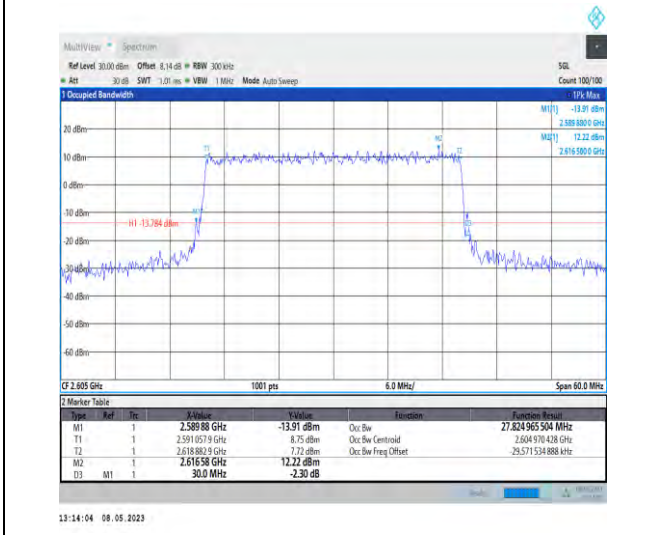 MultiView Spectrum
Ref Level 30.00 dBm Offset 8.14 dB RBW 300 kHz SGL
Att 30 dB SWT 1.01 ms VBW 1 MHz Mode Auto Sweep Count 100/100
1 Occupied Bandwidth 1Pk Max
M1[1] -13.91 dBm
2.589 880 0 GHz
20 dBm M2[1] 12.22 dBm
2.616 580 0 GHz
M2
T1 T2
10 dBm
0 dBm
-10 dBm
M1
H1 -13.784 dBm
D3
-20 dBm
-30 dBm
-40 dBm
-50 dBm
-60 dBm
CF 2.605 GHz 1001 pts 6.0 MHz/ Span 60.0 MHz
2 Marker Table
Type Ref Trc X-Value Y-Value Function Function Result
M1 1 2.589 88 GHz -13.91 dBm Occ Bw 27.824 965 504 MHz
T1 1 2.591 057 9 GHz 8.75 dBm Occ Bw Centroid 2.604 970 428 GHz
T2 1 2.618 882 9 GHz 7.72 dBm Occ Bw Freq Offset -29.571 534 888 kHz
M2 1 2.616 58 GHz 12.22 dBm
D3 M1 1 30.0 MHz -2.30 dB
13:14:04 08.05.2023